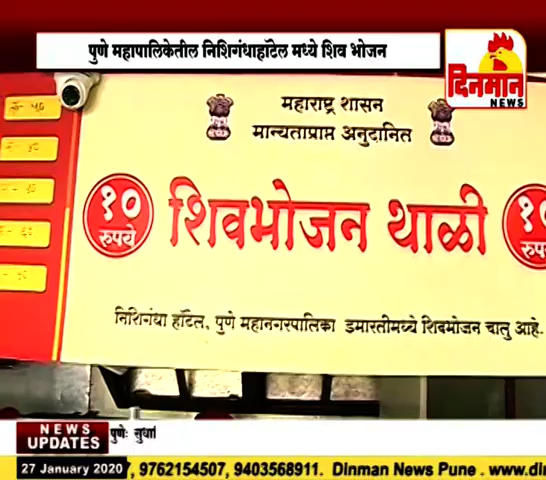 पुणे महापालिकेतील निशिगंधाहॉटेल मध्ये शिव भोजन
दिनमान
NEWS
महाराष्ट्र शासन
मान्यताप्राप्त अनुदानित
१० रुपये
शिवभोजन थाळी
निशिगंधा हॉटेल, पुणे महानगरपालिका इमारतीमध्ये शिवभोजन चालु आहे.
NEWS UPDATES
पुणेः
27 January 2020
7, 9762154507, 9403568911. Dinman News Pune . www.di